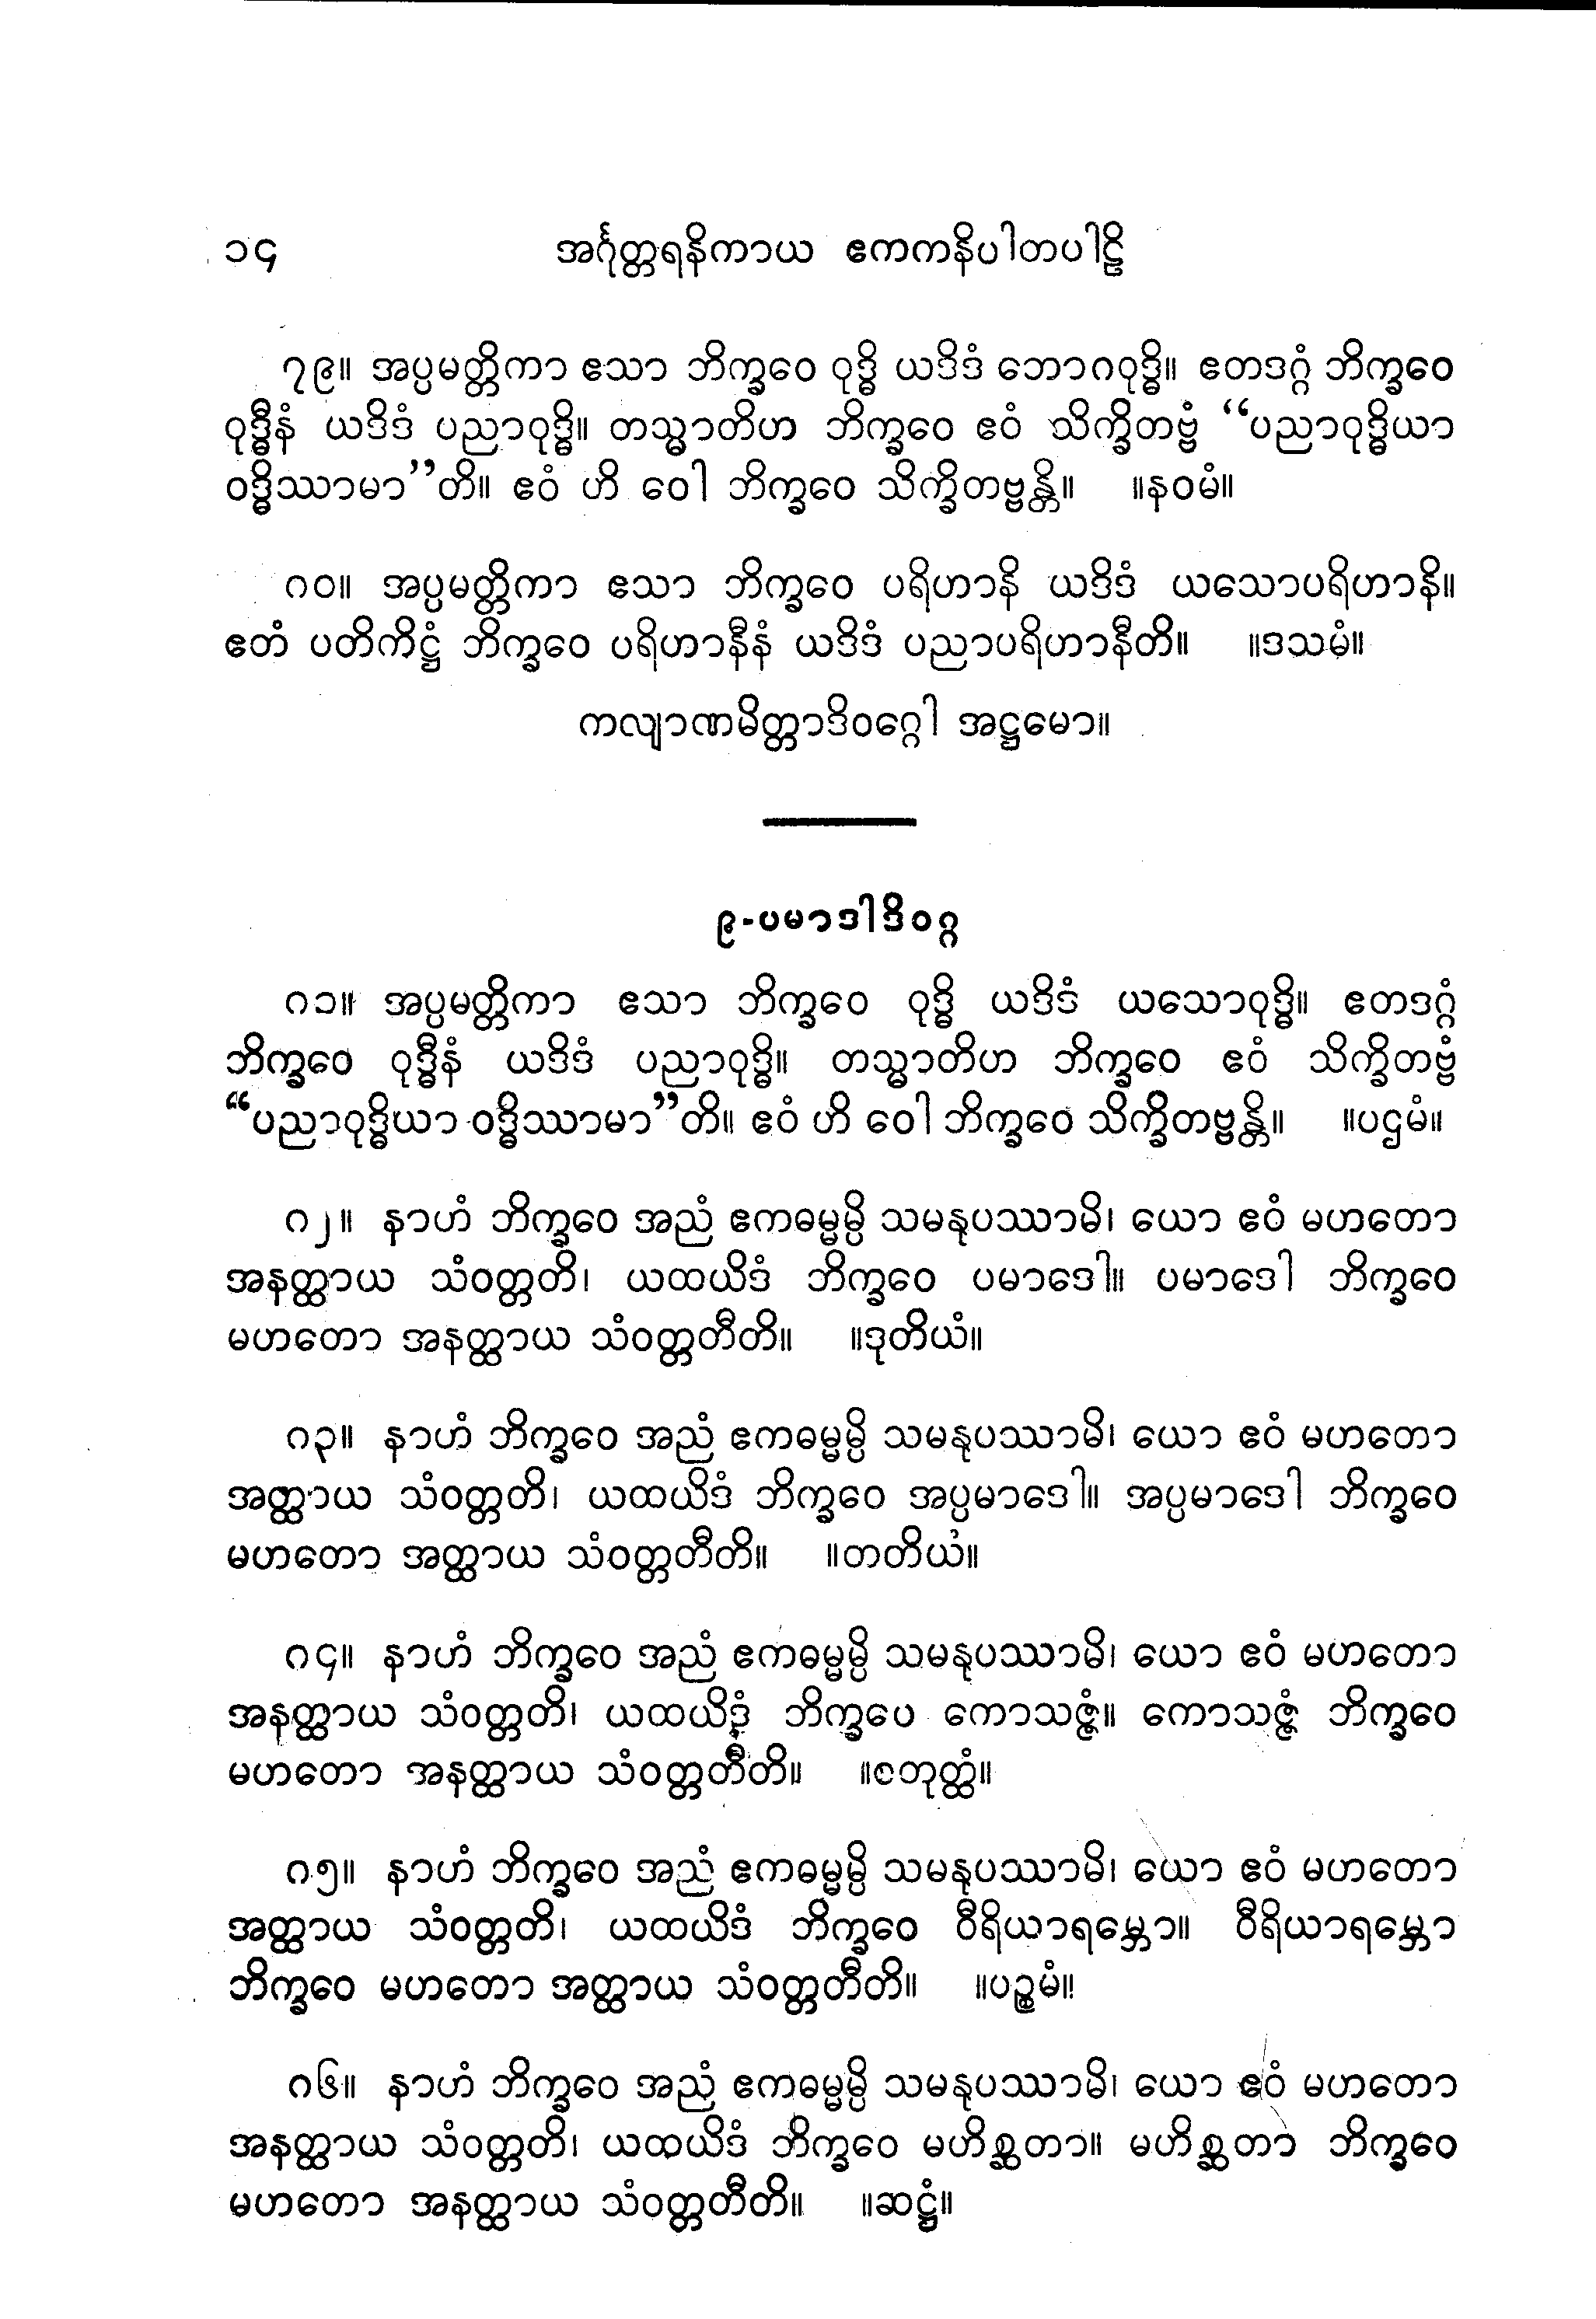 ၁၄ အင်္ဂုတ္တရနိကာယ ဧကကနိပါတပါဠိ
၇၉။ အပ္ပမတ္တိကာ ဧသာ ဘိက္ခဝေ ဝုဒ္ဓိ ယဒိဒံ ဘောဂဝုဒ္ဓိ။ ဧတဒဂ္ဂံ ဘိက္ခဝေ
ဝုဒ္ဓီနံ ယဒိဒံ ပညာဝုဒ္ဓိ။ တသ္မာတိဟ ဘိက္ခဝေ ဧဝံ သိက္ခိတဗ္ဗံ “ပညာဝုဒ္ဓိယာ
ဝဒ္ဓိဿာမာ”တိ။ ဧဝံ ဟိ ဝေါ ဘိက္ခဝေ သိက္ခိတဗ္ဗန္တိ။ ။နဝမံ။
၈၀။ အပ္ပမတ္တိကာ ဧသာ ဘိက္ခဝေ ပရိဟာနိ ယဒိဒံ ယသောပရိဟာနိ။
ဧတံ ပတိကိဋ္ဌံ ဘိက္ခဝေ ပရိဟာနီနံ ယဒိဒံ ပညာပရိဟာနီတိ။ ။ဒသမံ။
ကလျာဏမိတ္တာဒိဝဂ္ဂေါ အဋ္ဌမော။
၉-ပမာဒါဒိဝဂ္ဂ
၈၁။ အပ္ပမတ္တိကာ ဧသာ ဘိက္ခဝေ ဝုဒ္ဓိ ယဒိဒံ ယသောဝုဒ္ဓိ။ ဧတဒဂ္ဂံ
ဘိက္ခဝေ ဝုဒ္ဓီနံ ယဒိဒံ ပညာဝုဒ္ဓိ။ တသ္မာတိဟ ဘိက္ခဝေ ဧဝံ သိက္ခိတဗ္ဗံ
“ပညာဝုဒ္ဓိယာ ဝဒ္ဓိဿာမာ”တိ။ ဧဝံ ဟိ ဝေါ ဘိက္ခဝေ သိက္ခိတဗ္ဗန္တိ။ ။ပဌမံ။
၈၂။ နာဟံ ဘိက္ခဝေ အညံ ဧကဓမ္မမ္ပိ သမနုပဿာမိ၊ ယော ဧဝံ မဟတော
အနတ္ထာယ သံဝတ္တတိ၊ ယထယိဒံ ဘိက္ခဝေ ပမာဒေါ။ ပမာဒေါ ဘိက္ခဝေ
မဟတော အနတ္ထာယ သံဝတ္တတီတိ။ ။ဒုတိယံ။
၈၃။ နာဟံ ဘိက္ခဝေ အညံ ဧကဓမ္မမ္ပိ သမနုပဿာမိ၊ ယော ဧဝံ မဟတော
အတ္ထာယ သံဝတ္တတိ၊ ယထယိဒံ ဘိက္ခဝေ အပ္ပမာဒေါ။ အပ္ပမာဒေါ ဘိက္ခဝေ
မဟတော အတ္ထာယ သံဝတ္တတီတိ။ ။တတိယံ။
၈၄။ နာဟံ ဘိက္ခဝေ အညံ ဧကဓမ္မမ္ပိ သမနုပဿာမိ၊ ယော ဧဝံ မဟတော
အနတ္ထာယ သံဝတ္တတိ၊ ယထယိဒံ ဘိက္ခပေ ကောသဇ္ဇံ။ ကောသဇ္ဇံ ဘိက္ခဝေ
မဟတော အနတ္ထာယ သံဝတ္တတီတိ။ ။စတုတ္ထံ။
၈၅။ နာဟံ ဘိက္ခဝေ အညံ ဧကဓမ္မမ္ပိ သမနုပဿာမိ၊ ယော ဧဝံ မဟတော
အတ္ထာယ သံဝတ္တတိ၊ ယထယိဒံ ဘိက္ခဝေ ဝီရိယာရမ္ဘော။ ဝီရိယာရမ္ဘော
ဘိက္ခဝေ မဟတော အတ္ထာယ သံဝတ္တတီတိ။ ။ပဉ္စမံ။
၈၆။ နာဟံ ဘိက္ခဝေ အညံ ဧကဓမ္မမ္ပိ သမနုပဿာမိ၊ ယော ဧဝံ မဟတော
အနတ္ထာယ သံဝတ္တတိ၊ ယထယိဒံ ဘိက္ခဝေ မဟိစ္ဆတာ။ မဟိစ္ဆတာ ဘိက္ခဝေ
မဟတော အနတ္ထာယ သံဝတ္တတီတိ။ ။ဆဋ္ဌံ။